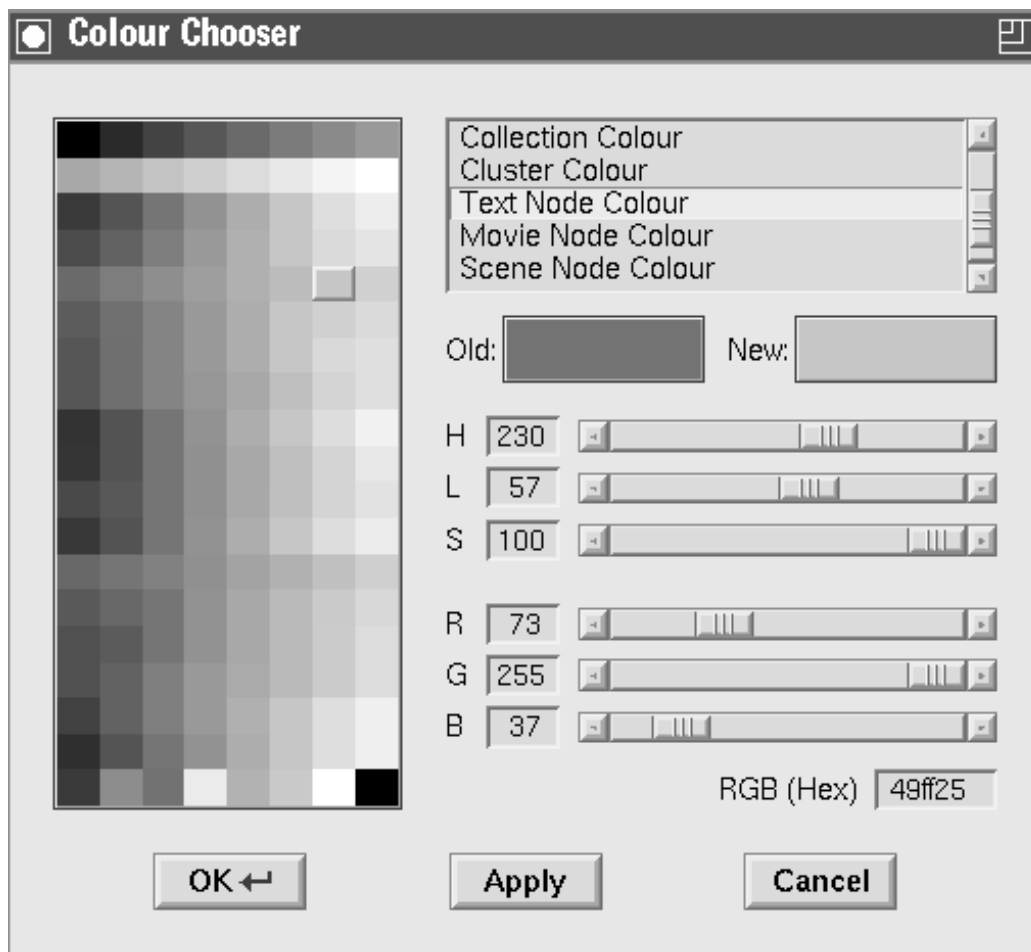 Colour Chooser
Collection Colour
Cluster Colour
Text Node Colour
Movie Node Colour
Scene Node Colour
Old: New:
H 230
L 57
S 100
R 73
G 255
B 37
RGB (Hex) 49ff25
OK Apply Cancel